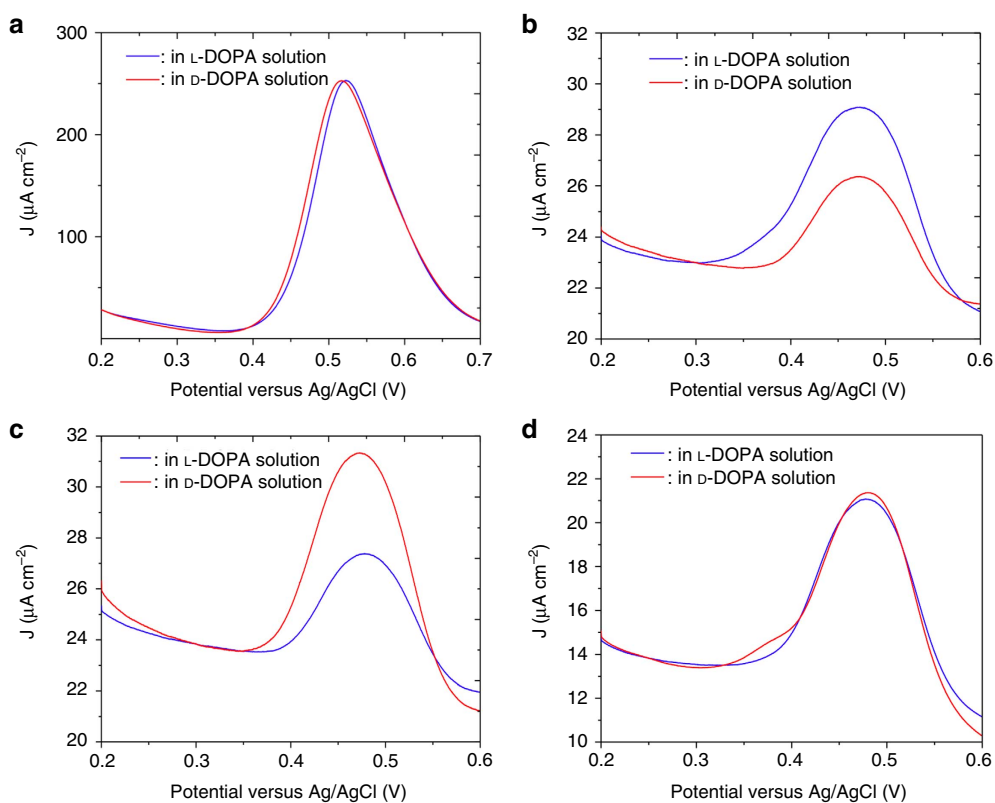 a
300
200
100
: in L-DOPA solution
: in D-DOPA solution
J (μA cm⁻²)
0.2 0.3 0.4 0.5 0.6 0.7
Potential versus Ag/AgCl (V)
b
32
30
28
26
24
22
20
: in L-DOPA solution
: in D-DOPA solution
J (μA cm⁻²)
0.2 0.3 0.4 0.5 0.6
Potential versus Ag/AgCl (V)
c
32
30
28
26
24
22
20
: in L-DOPA solution
: in D-DOPA solution
J (μA cm⁻²)
0.2 0.3 0.4 0.5 0.6
Potential versus Ag/AgCl (V)
d
24
22
20
18
16
14
12
10
: in L-DOPA solution
: in D-DOPA solution
J (μA cm⁻²)
0.2 0.3 0.4 0.5 0.6
Potential versus Ag/AgCl (V)